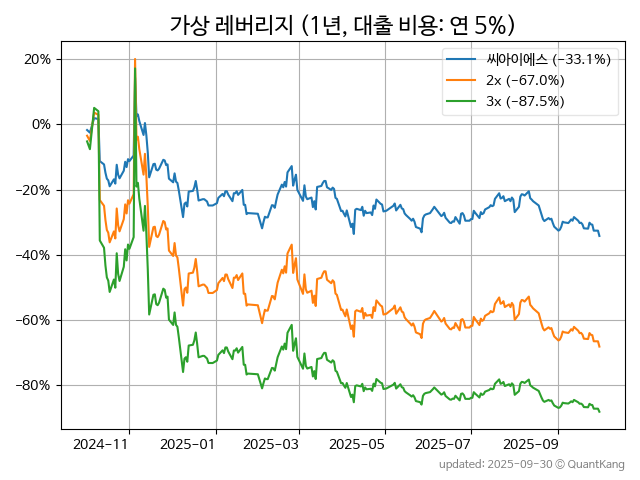 가상 레버리지 (1년, 대출 비용: 연 5%)
씨아이에스 (−33.1%)
2x (−67.0%)
3x (−87.5%)
20%
0%
−20%
−40%
−60%
−80%
2024-11
2025-01
2025-03
2025-05
2025-07
2025-09
updated: 2025-09-30 © QuantKang